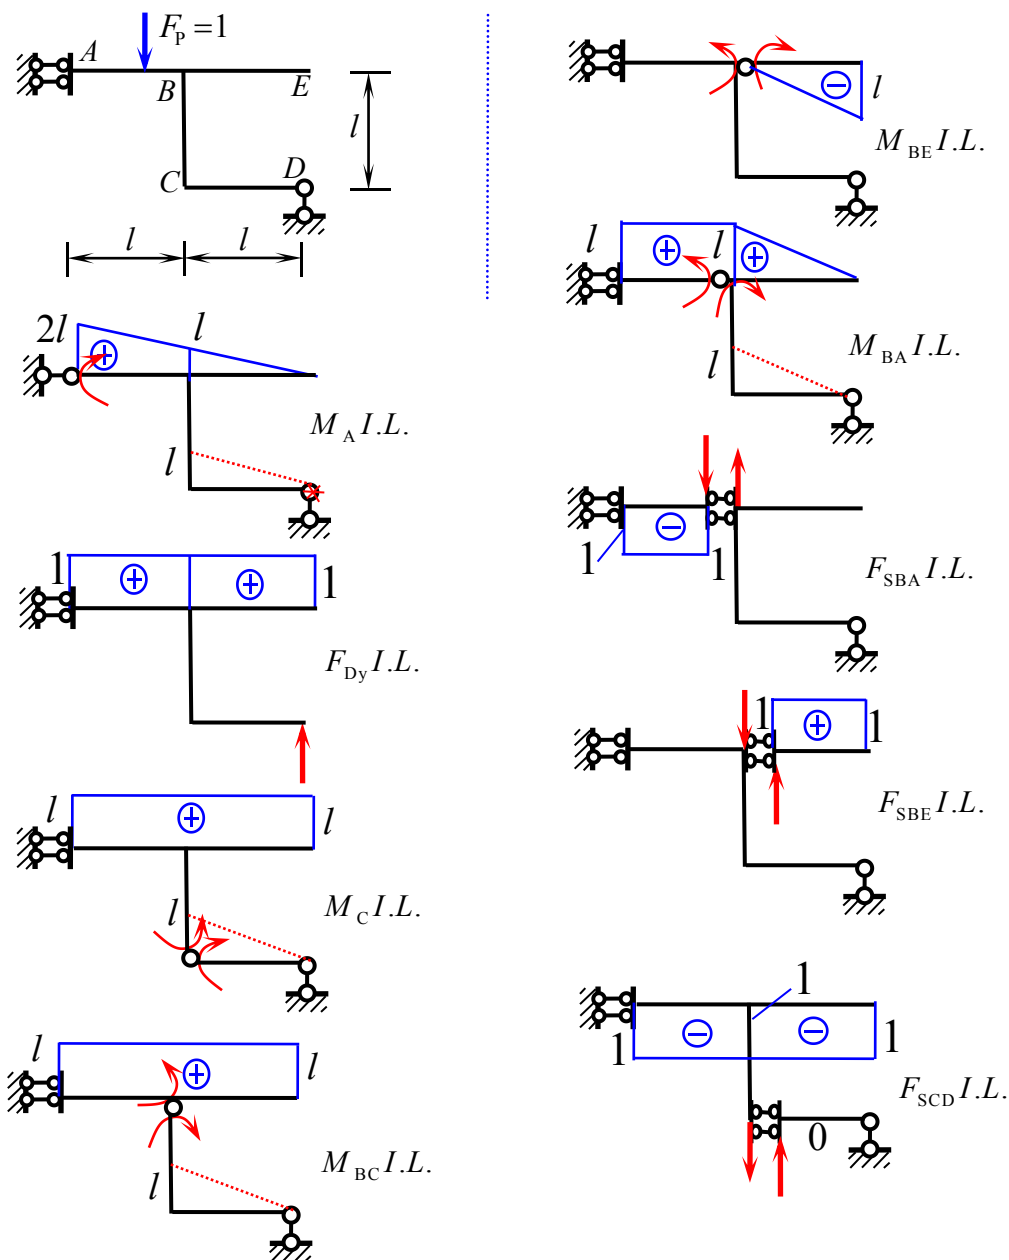 F_P=1
A
B
E
l
C
D
l
l
2l
l
l
M_A I.L.
1
1
F_Dy I.L.
l
l
l
M_C I.L.
l
l
l
M_BC I.L.
l
M_BE I.L.
l
l
l
M_BA I.L.
1
1
F_SBA I.L.
1
1
F_SBE I.L.
1
1
1
0
F_SCD I.L.